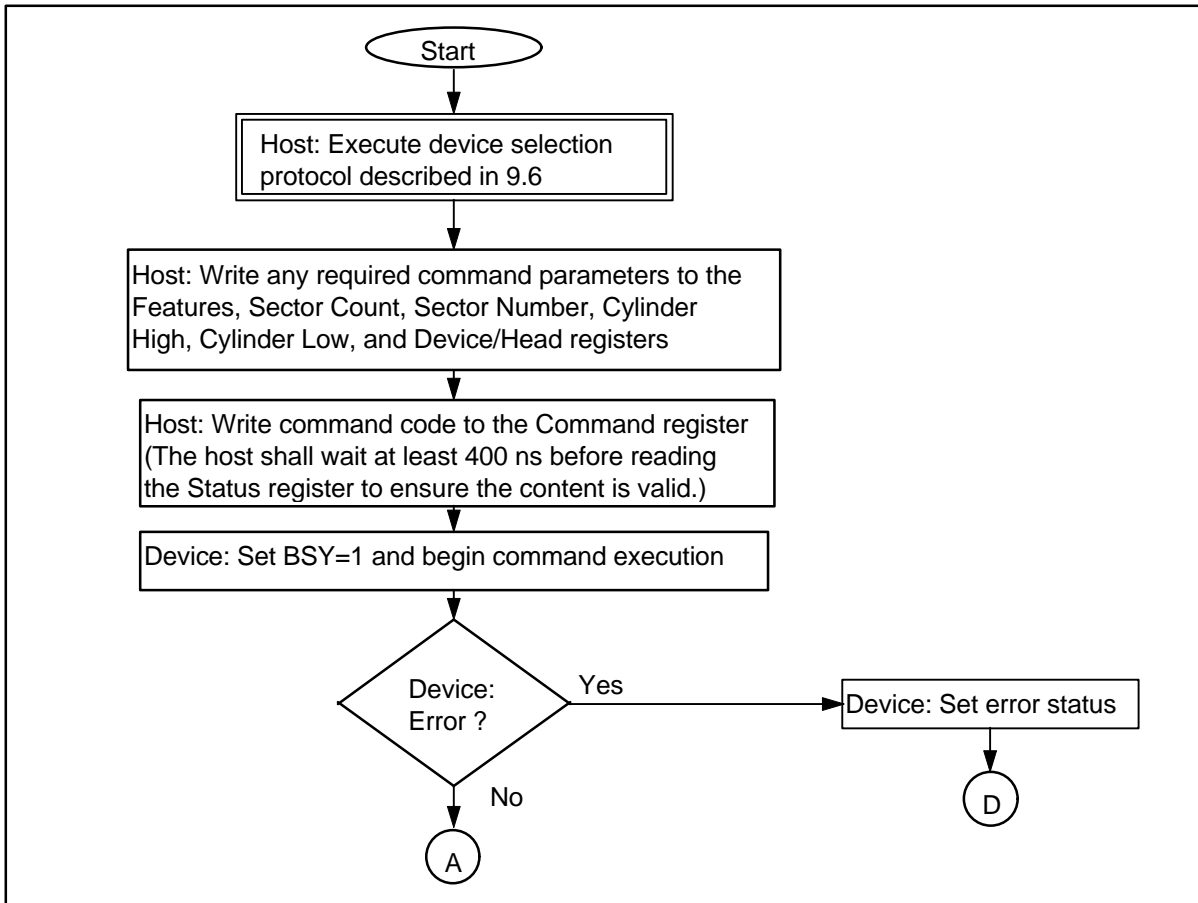 Start
Host: Execute device selection
protocol described in 9.6
Host: Write any required command parameters to the
Features, Sector Count, Sector Number, Cylinder
High, Cylinder Low, and Device/Head registers
Host: Write command code to the Command register
(The host shall wait at least 400 ns before reading
the Status register to ensure the content is valid.)
Device: Set BSY=1 and begin command execution
Device:
Error ?
Yes
Device: Set error status
No
D
A